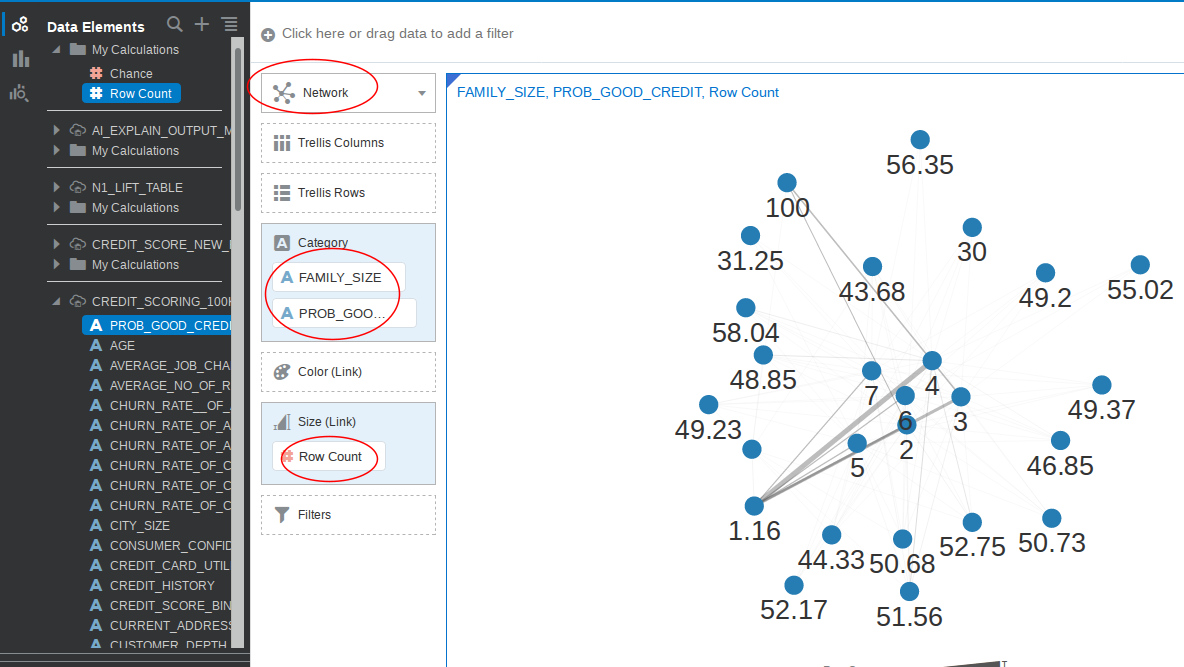 Data Elements
My Calculations
Chance
Row Count
AI_EXPLAIN_OUTPUT_M
My Calculations
N1_LIFT_TABLE
My Calculations
CREDIT_SCORE_NEW_
My Calculations
CREDIT_SCORING_100K
PROB_GOOD_CREDI
AGE
AVERAGE_JOB_CHA
AVERAGE_NO_OF_R
CHURN_RATE__OF_
CHURN_RATE_OF_A
CHURN_RATE_OF_A
CHURN_RATE_OF_C
CHURN_RATE_OF_C
CHURN_RATE_OF_C
CITY_SIZE
CONSUMER_CONFID
CREDIT_CARD_UTIL
CREDIT_HISTORY
CREDIT_SCORE_BIN
CURRENT_ADDRESS
CUSTOMER_DEPTH
Click here or drag data to add a filter
Network
Trellis Columns
Trellis Rows
A Category
A FAMILY_SIZE
A PROB_GOO...
Color (Link)
Size (Link)
Row Count
Filters
FAMILY_SIZE, PROB_GOOD_CREDIT, Row Count
56.35
100
31.25
30
43.68
49.2
55.02
58.04
48.85
7
4
49.23
6
3
49.37
2
5
46.85
1.16
44.33
50.68
52.75
50.73
52.17
51.56